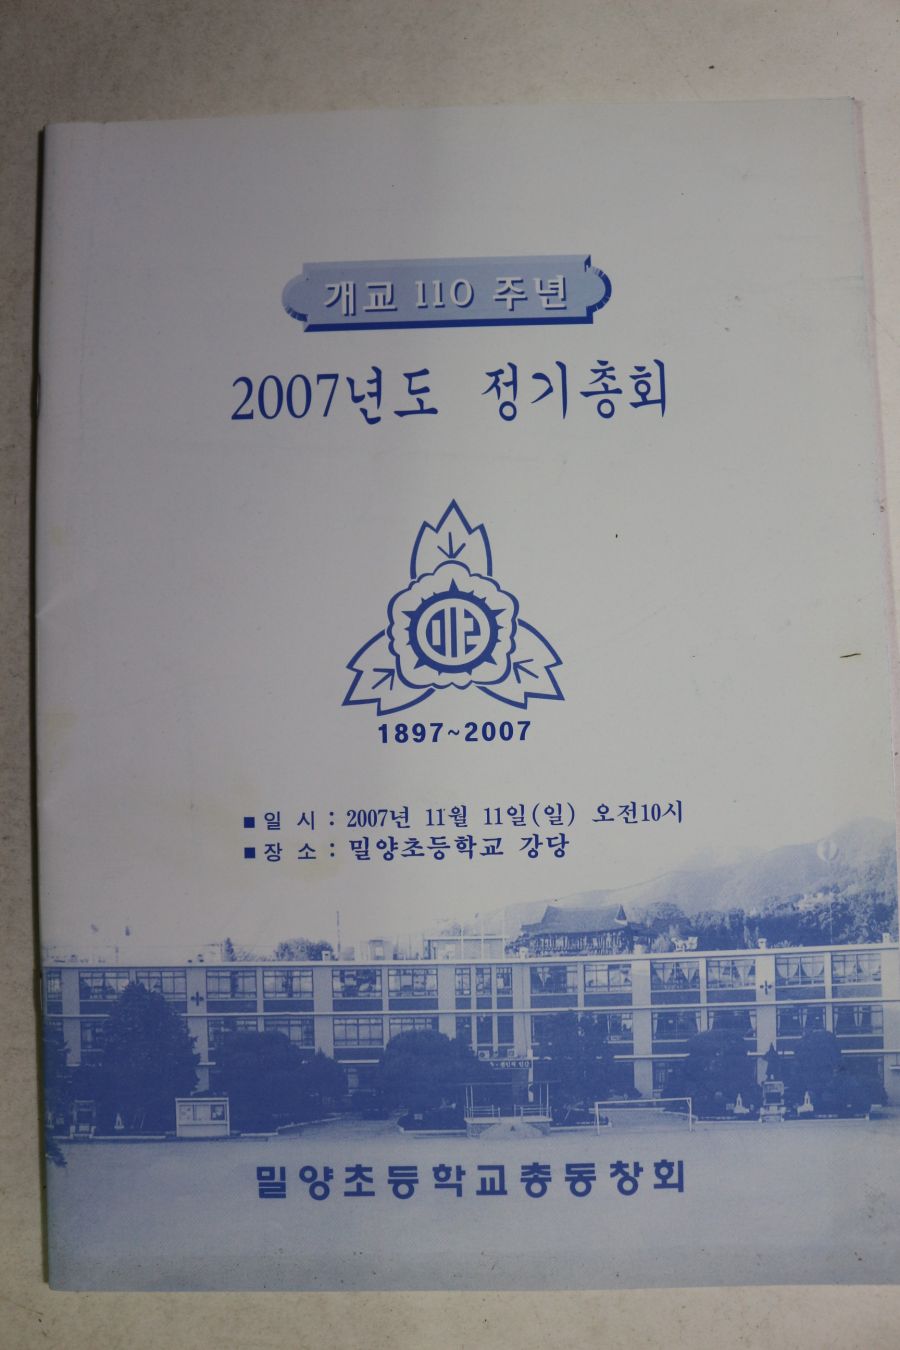 개교 110 주년
2007년도 정기총회
미리
1897~2007
■ 일 시 : 2007년 11월 11일(일) 오전10시
■ 장 소 : 밀양초등학교 강당
밀양초등학교총동창회